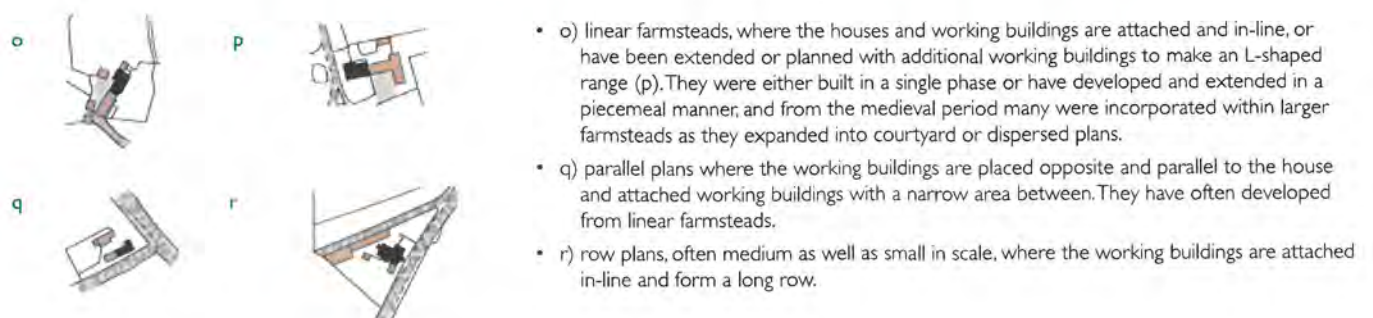 o
p
q
r
• o) linear farmsteads, where the houses and working buildings are attached and in-line, or
have been extended or planned with additional working buildings to make an L-shaped
range (p). They were either built in a single phase or have developed and extended in a
piecemeal manner, and from the medieval period many were incorporated within larger
farmsteads as they expanded into courtyard or dispersed plans.
• q) parallel plans where the working buildings are placed opposite and parallel to the house
and attached working buildings with a narrow area between. They have often developed
from linear farmsteads.
• r) row plans, often medium as well as small in scale, where the working buildings are attached
in-line and form a long row.